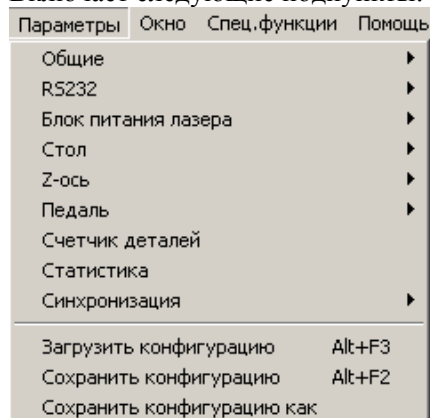 Включает следующие подпункты:
Параметры Окно Спец.функции Помощь
Общие
RS232
Блок питания лазера
Стол
Z-ось
Педаль
Счетчик деталей
Статистика
Синхронизация
Загрузить конфигурацию Alt+F3
Сохранить конфигурацию Alt+F2
Сохранить конфигурацию как